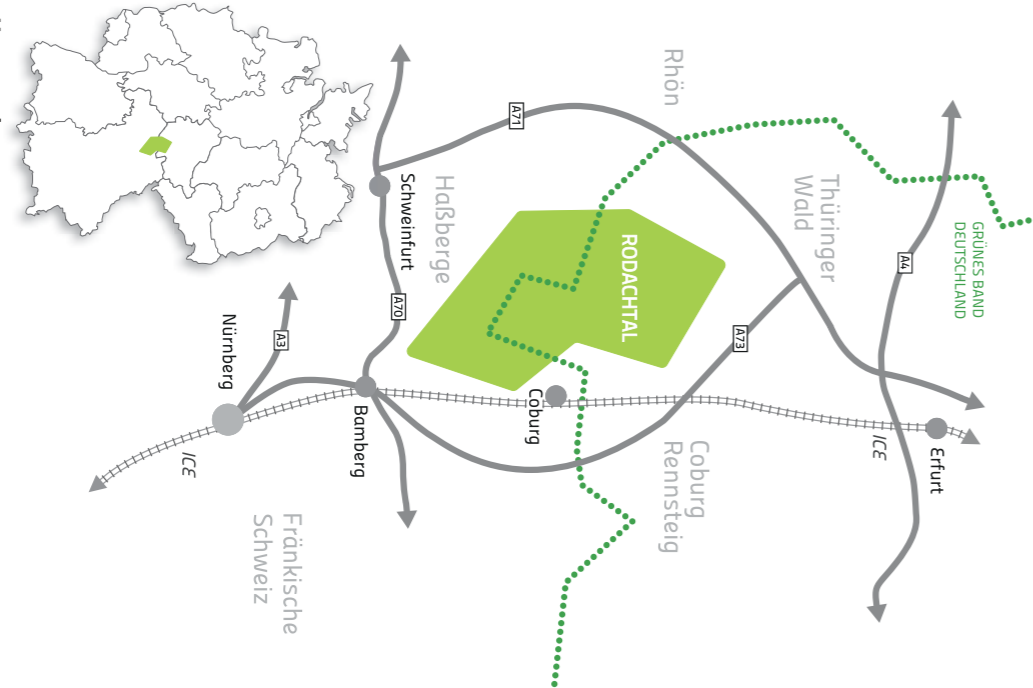 GRÜNES BAND
DEUTSCHLAND
Erfurt
A4
ICE
Thüringer
Wald
A73
Rhön
Coburg
Rennsteig
RODACHTAL
Coburg
A71
Haßberge
Schweinfurt
A70
Bamberg
A3
Nürnberg
ICE
Fränkische
Schweiz